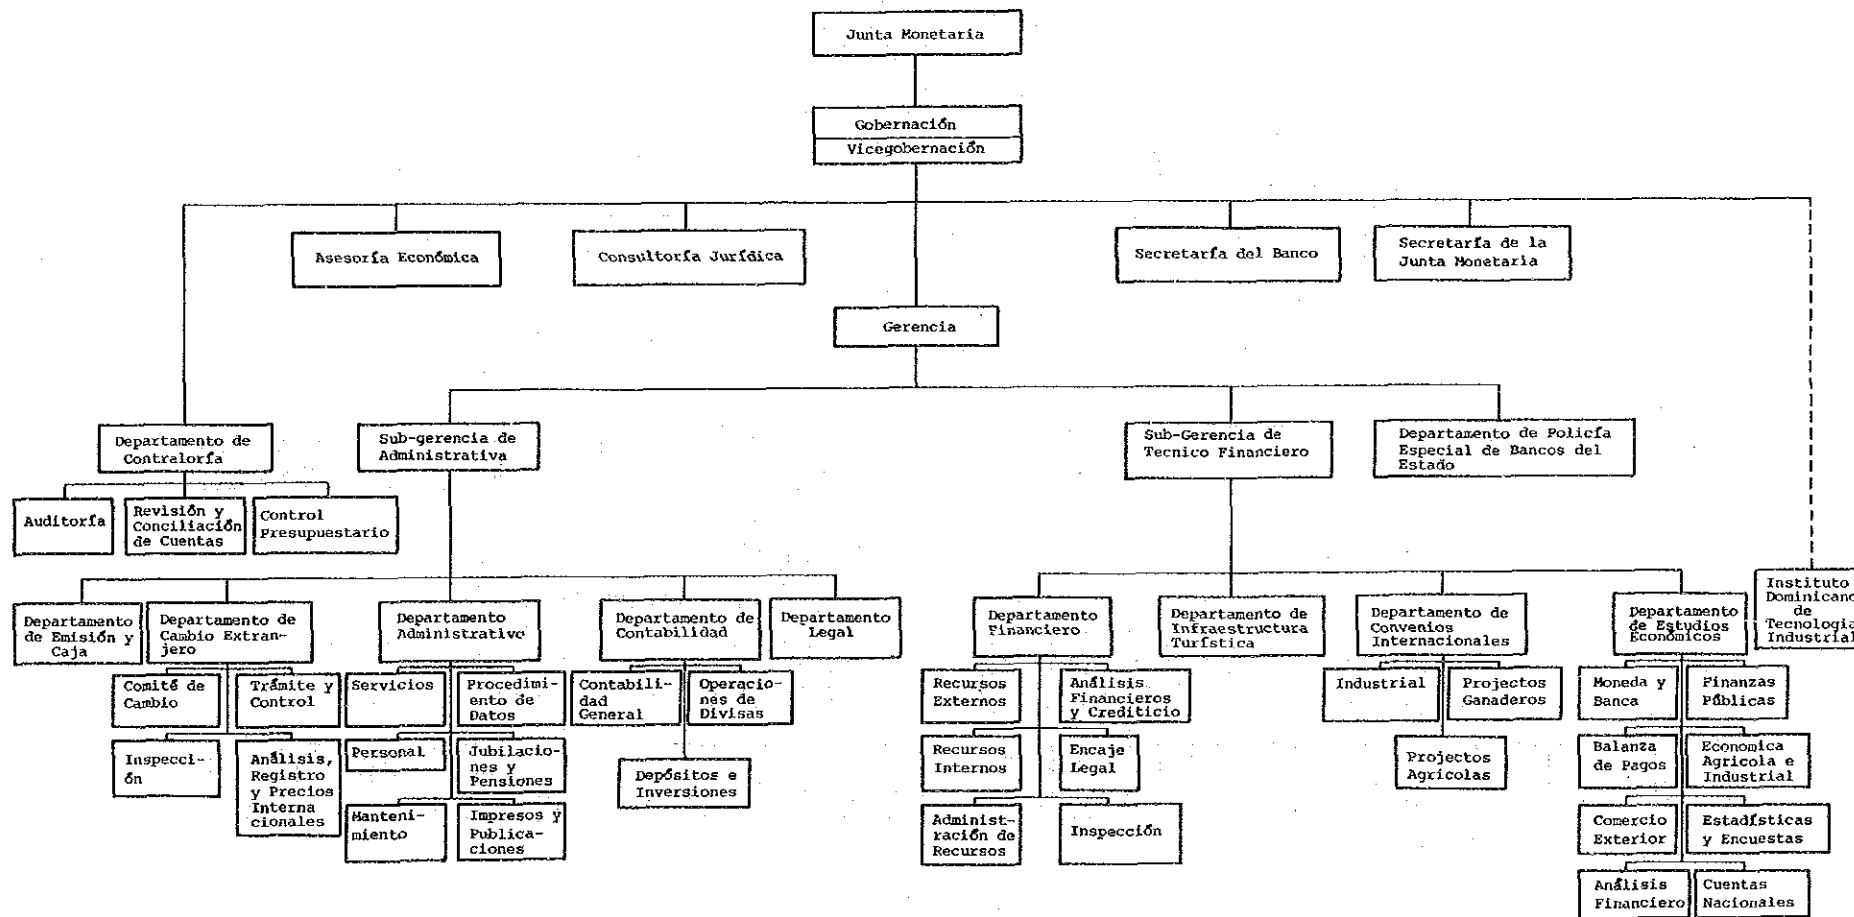 Junta Monetaria
Gobernación
Vicegobernación
Asesoría Económica
Consultoría Jurídica
Secretaría del Banco
Secretaría de la
Junta Monetaria
Gerencia
Departamento de
Contraloría
Sub-gerencia de
Administrativa
Sub-Gerencia de
Tecnico Financiero
Departamento de Policía
Especial de Bancos del
Estado
Auditoría
Revisión y
Conciliación
de Cuentas
Control
Presupuestario
Departamento
de Emisión y
Caja
Departamento de
Cambio Extran-
jero
Departamento
Administrativo
Departamento de
Contabilidad
Departamento
Legal
Departamento
Financiero
Departamento de
Infraestructura
Turística
Departamento de
Convenios
Internacionales
Departamento
de Estudios
Económicos
Instituto
Dominicano
de
Tecnologia
Industrial
Comité de
Cambio
Trámite y
Control
Inspecci-
ón
Análisis,
Registro
y Precios
Interna
cionales
Servicios
Procedimi-
ento de
Datos
Personal
Jubilacio-
nes y
Pensiones
Manteni-
miento
Impresos y
Publica-
ciones
Contabili-
dad
General
Operacio-
nes de
Divisas
Depósitos e
Inversiones
Recursos
Externos
Análisis
Financieros
y Crediticio
Recursos
Internos
Encaje
Legal
Administ-
ración de
Recursos
Inspección
Industrial
Projectos
Ganaderos
Projectos
Agrícolas
Moneda y
Banca
Finanzas
Públicas
Balanza
de Pagos
Economica
Agricola e
Industrial
Comercio
Exterior
Estadísticas
y Encuestas
Análisis
Financiero
Cuentas
Nacionales